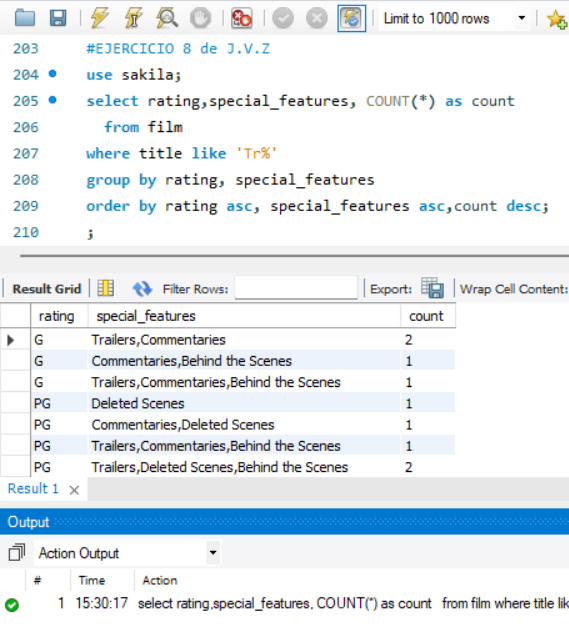 Limit to 1000 rows
203 #EJERCICIO 8 de J.V.Z
204 use sakila;
205 select rating,special_features, COUNT(*) as count
206 from film
207 where title like 'Tr%'
208 group by rating, special_features
209 order by rating asc, special_features asc,count desc;
210 ;
Result Grid Filter Rows: Export: Wrap Cell Content:
rating special_features count
G Trailers,Commentaries 2
G Commentaries,Behind the Scenes 1
G Trailers,Commentaries,Behind the Scenes 1
PG Deleted Scenes 1
PG Commentaries,Deleted Scenes 1
PG Trailers,Commentaries,Behind the Scenes 1
PG Trailers,Deleted Scenes,Behind the Scenes 2
Result 1 ×
Output
Action Output
# Time Action
1 15:30:17 select rating,special_features, COUNT(*) as count from film where title lik